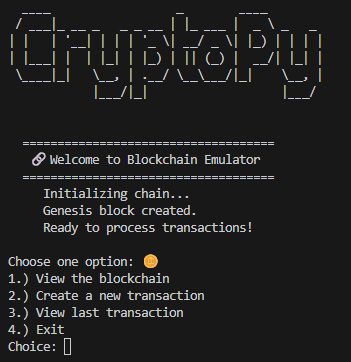 CryptoPy
==================================
🔗 Welcome to Blockchain Emulator
==================================
Initializing chain...
Genesis block created.
Ready to process transactions!
Choose one option: 🪙
1.) View the blockchain
2.) Create a new transaction
3.) View last transaction
4.) Exit
Choice: